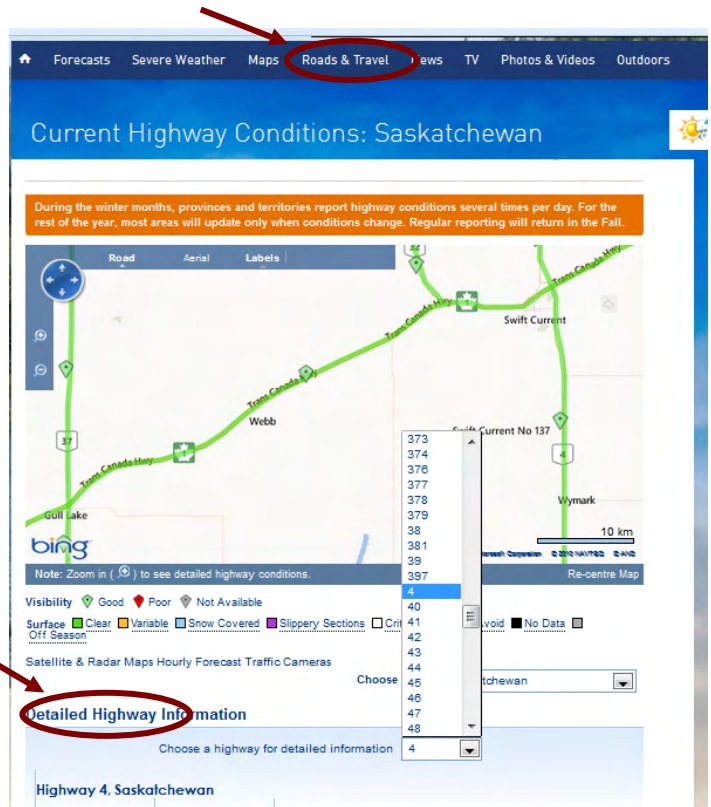 Forecasts Severe Weather Maps Roads & Travel News TV Photos & Videos Outdoors
Current Highway Conditions: Saskatchewan
During the winter months, provinces and territories report highway conditions several times per day. For the
rest of the year, most areas will update only when conditions change. Regular reporting will return in the Fall.
Road Aerial Labels
32
Trans Canada Hwy
1
Swift Current
Trans Canada Hwy
Trans Canada Hwy
Webb
Swift Current No 137
37
1
4
Trans Canada Hwy
Wymark
Gull Lake
10 km
bing
Corporation © 2010 NAVTEQ © AND
Note: Zoom in ( ) to see detailed highway conditions. Re-centre Map
Visibility Good Poor Not Available
Surface Clear Variable Snow Covered Slippery Sections No Data
Off Season
Satellite & Radar Maps Hourly Forecast Traffic Cameras
Choose
373
374
376
377
378
379
38
381
39
397
4
40
41
42
43
44
45
46
47
48
Detailed Highway Information
Choose a highway for detailed information 4
Highway 4, Saskatchewan